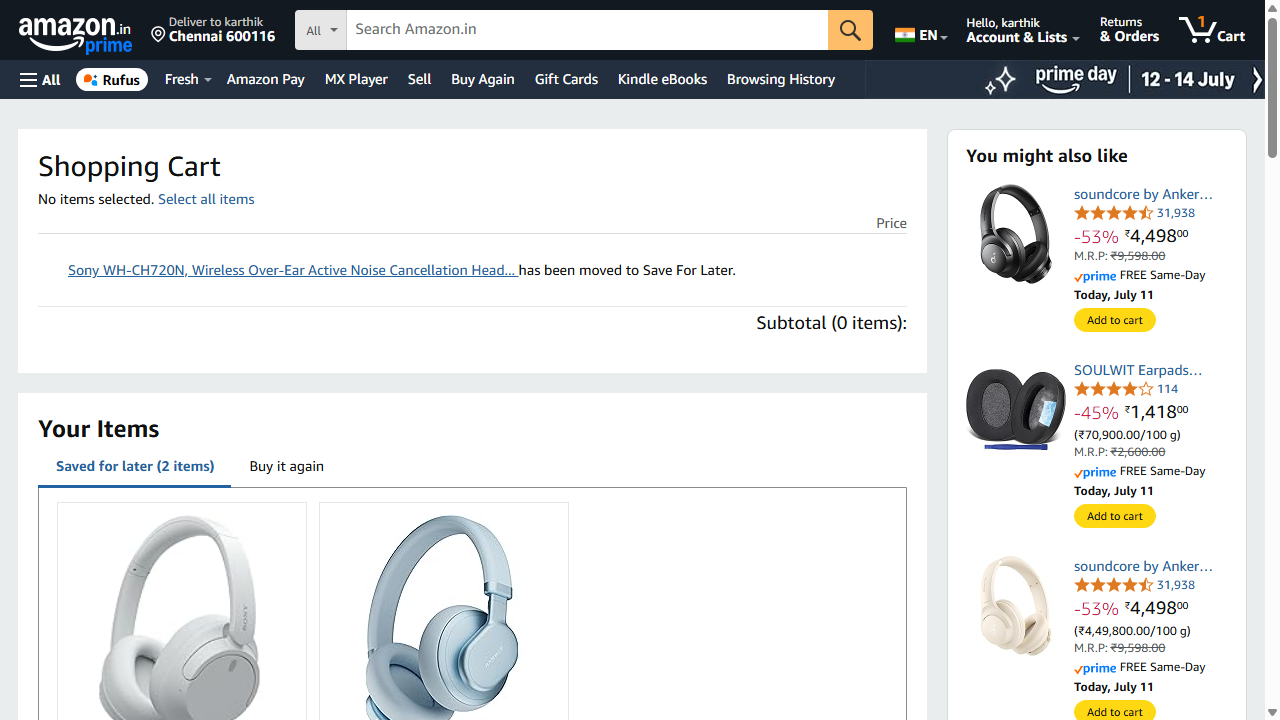 amazon.in
prime
Deliver to karthik
Chennai 600116
All
Search Amazon.in
EN
Hello, karthik
Account & Lists
Returns
& Orders
1
Cart
All
Rufus
Fresh
Amazon Pay
MX Player
Sell
Buy Again
Gift Cards
Kindle eBooks
Browsing History
prime day
12 - 14 July
Shopping Cart
No items selected. Select all items
Price
Sony WH-CH720N, Wireless Over-Ear Active Noise Cancellation Head... has been moved to Save For Later.
Subtotal (0 items):
Your Items
Saved for later (2 items)
Buy it again
SONY
You might also like
soundcore by Anker…
31,938
-53% ₹4,49800
M.R.P: ₹9,598.00
prime FREE Same-Day
Today, July 11
Add to cart
SOULWIT Earpads…
114
-45% ₹1,41800
(₹70,900.00/100 g)
M.R.P: ₹2,600.00
prime FREE Same-Day
Today, July 11
Add to cart
soundcore by Anker…
31,938
-53% ₹4,49800
(₹4,49,800.00/100 g)
M.R.P: ₹9,598.00
prime FREE Same-Day
Today, July 11
Add to cart